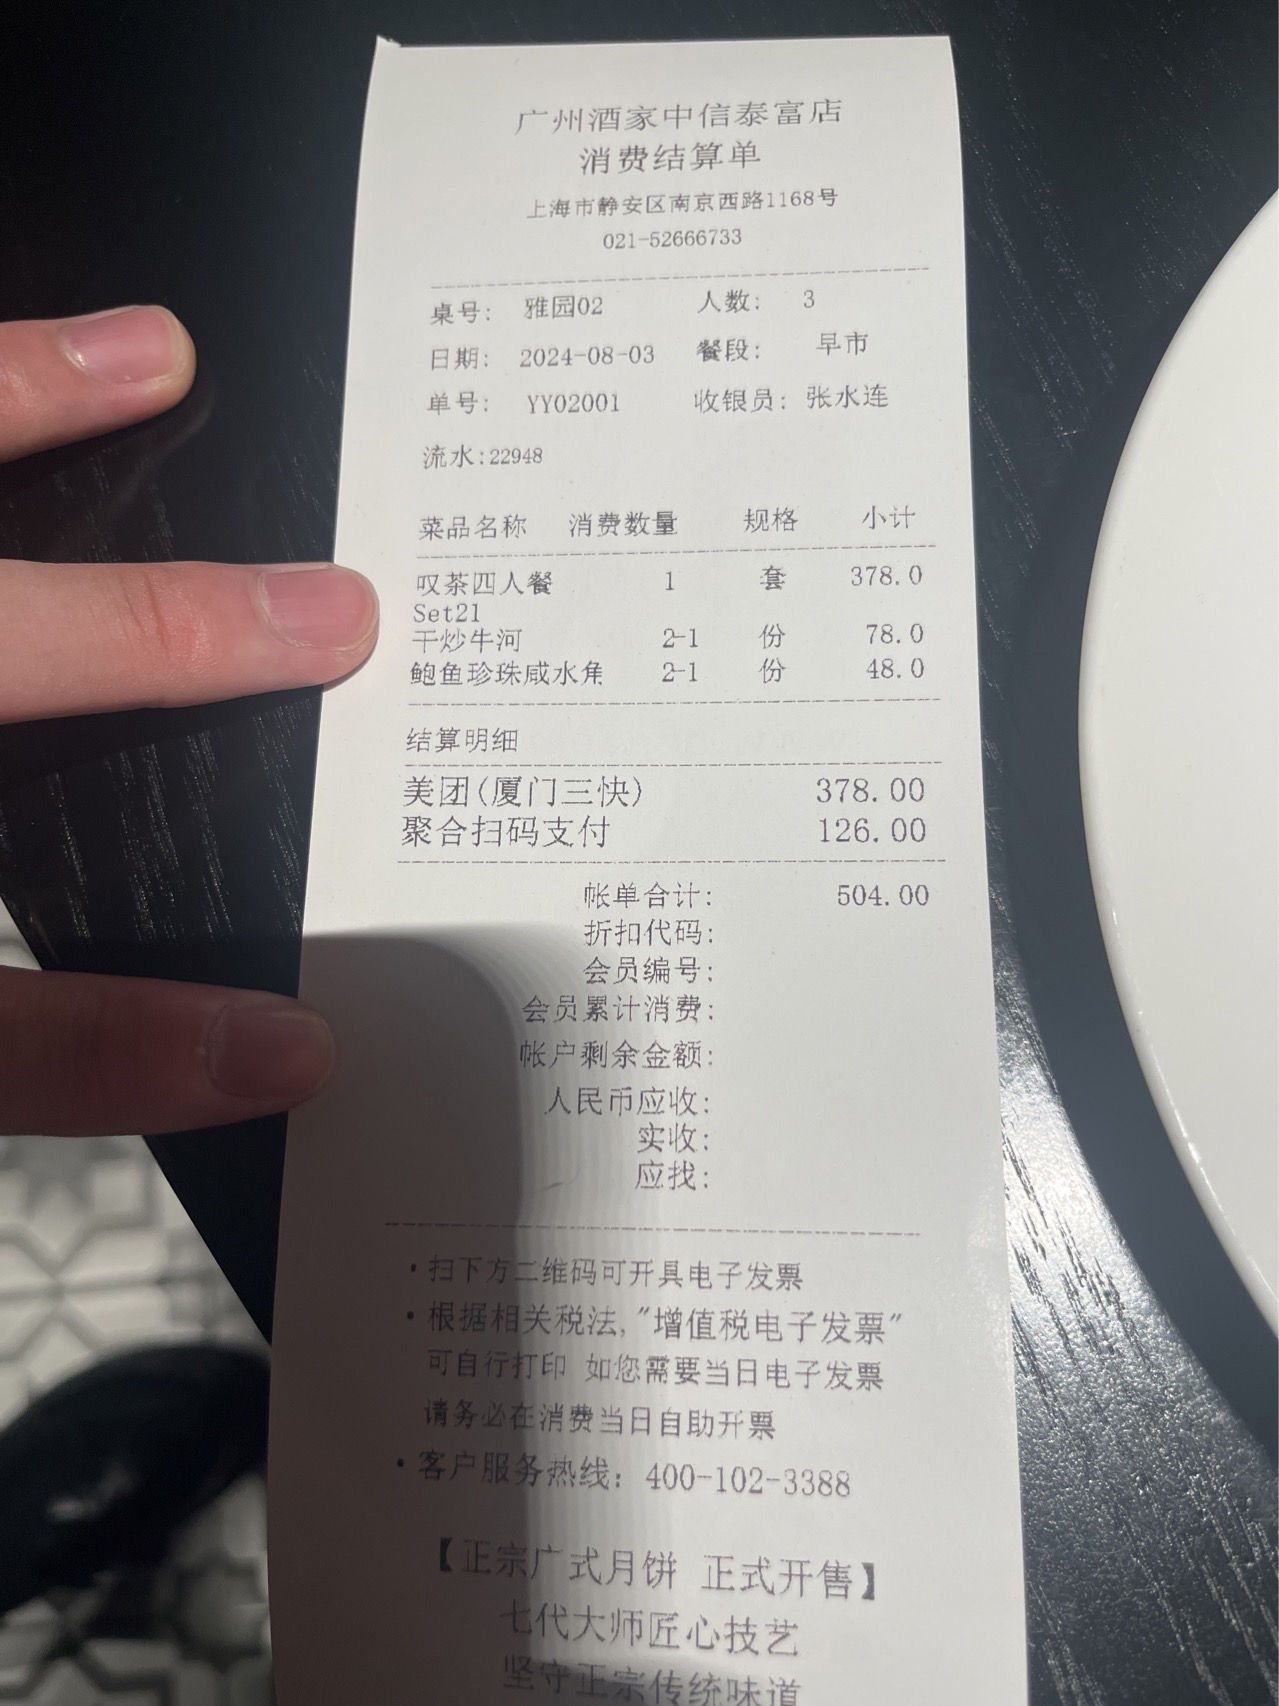 广州酒家中信泰富店
消费结算单
上海市静安区南京西路1168号
021-52666733
桌号: 雅园02 人数: 3
日期: 2024-08-03 餐段: 早市
单号: YY02001 收银员: 张水连
流水:22948
菜品名称 消费数量 规格 小计
叹茶四人餐 1 套 378.0
Set21
干炒牛河 2-1 份 78.0
鲍鱼珍珠咸水角 2-1 份 48.0
结算明细
美团(厦门三快) 378.00
聚合扫码支付 126.00
帐单合计: 504.00
折扣代码:
会员编号:
会员累计消费:
帐户剩余金额:
人民币应收:
实收:
应找:
·扫下方二维码可开具电子发票
·根据相关税法,"增值税电子发票"
可自行打印 如您需要当日电子发票
请务必在消费当日自助开票
·客户服务热线: 400-102-3388
【正宗广式月饼 正式开售】
七代大师匠心技艺
坚守正宗传统味道